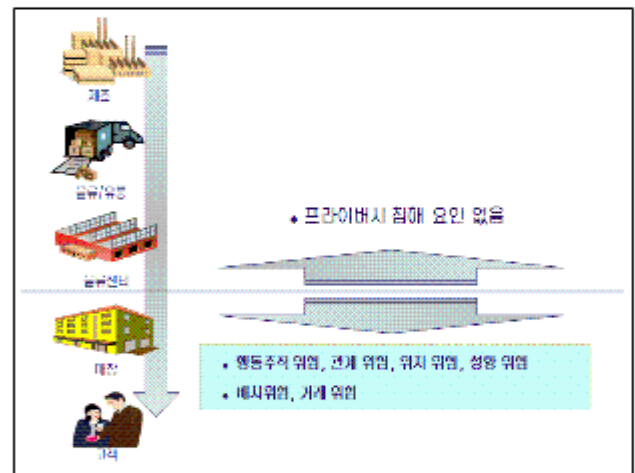 제조
물류/유통
• 프라이버시 침해 요인 없음
물류센터
매장
• 행동추적 위협, 관계 위협, 위치 위협, 성향 위협
• 배치위협, 거래 위협
고객